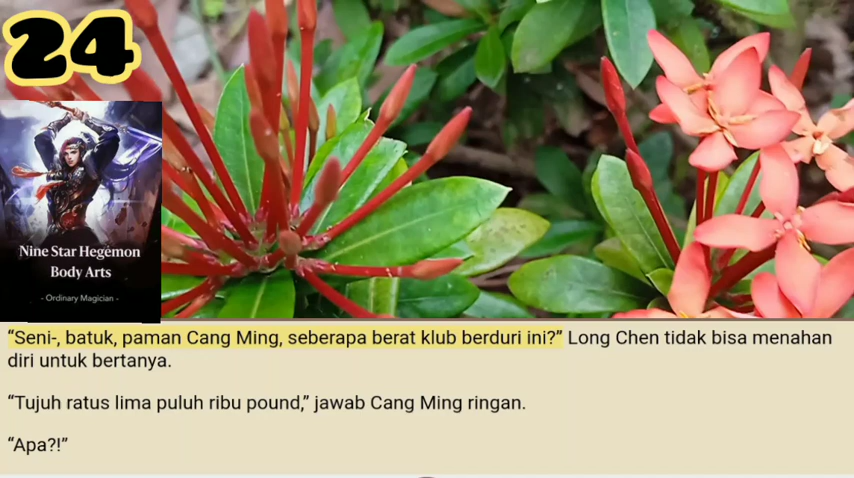 24
Nine Star Hegemon
Body Arts
- Ordinary Magician -
“Seni-, batuk, paman Cang Ming, seberapa berat klub berduri ini?” Long Chen tidak bisa menahan
diri untuk bertanya.
“Tujuh ratus lima puluh ribu pound,” jawab Cang Ming ringan.
“Apa?!”